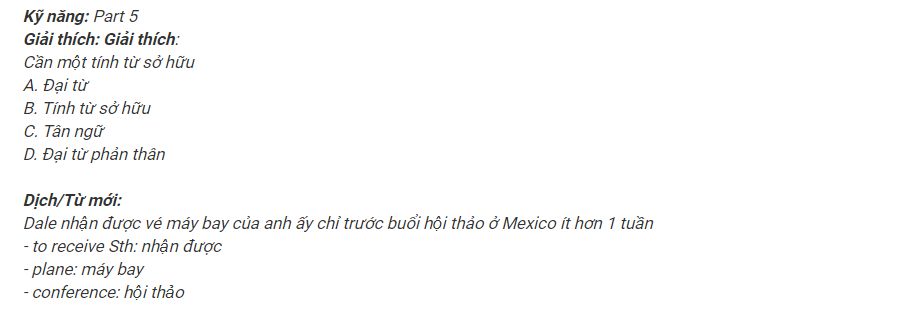 Kỹ năng: Part 5
Giải thích: Giải thích:
Cần một tính từ sở hữu
A. Đại từ
B. Tính từ sở hữu
C. Tân ngữ
D. Đại từ phản thân
Dịch/Từ mới:
Dale nhận được vé máy bay của anh ấy chỉ trước buổi hội thảo ở Mexico ít hơn 1 tuần
- to receive Sth: nhận được
- plane: máy bay
- conference: hội thảo